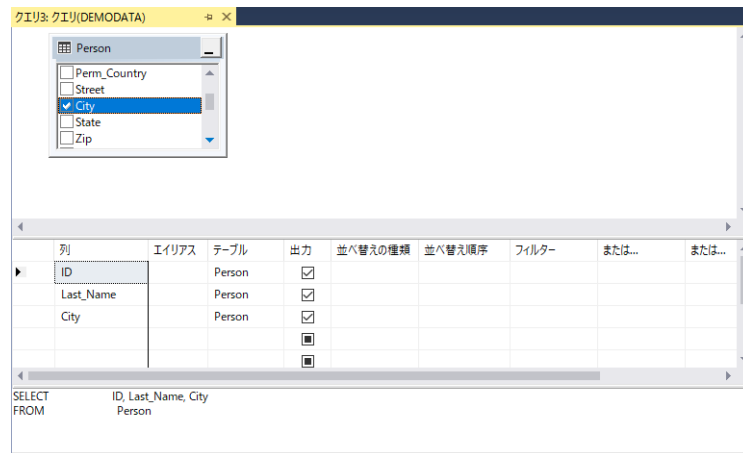 クエリ3: クエリ(DEMODATA)
Person
Perm_Country
Street
City
State
Zip
列 エイリアス テーブル 出力 並べ替えの種類 並べ替え順序 フィルター または... または...
ID Person
Last_Name Person
City Person
SELECT ID, Last_Name, City
FROM Person